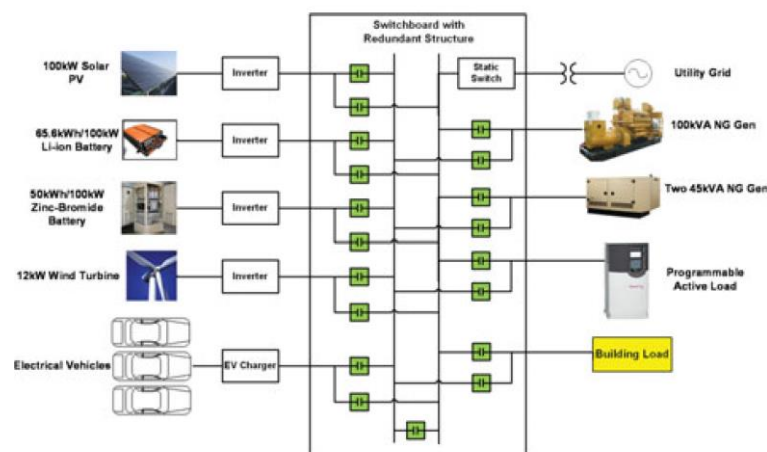 Switchboard with
Redundant Structure
100kW Solar
PV
Inverter
Static
Switch
Utility Grid
65.6kWh/100kW
Li-ion Battery
Inverter
100kVA NG Gen
50kWh/100kW
Zinc-Bromide
Battery
Inverter
Two 45kVA NG Gen
12kW Wind Turbine
Inverter
Programmable
Active Load
Electrical Vehicles
EV Charger
Building Load